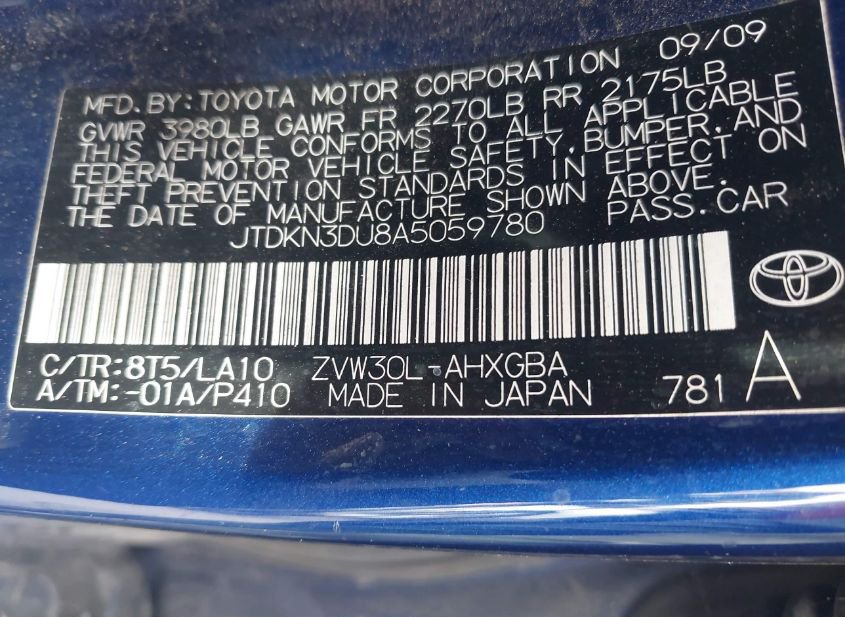 MFD. BY: TOYOTA MOTOR CORPORATION 09/09
GVWR 3980LB GAWR FR 2270LB RR 2175LB
THIS VEHICLE CONFORMS TO ALL APPLICABLE
FEDERAL MOTOR VEHICLE SAFETY, BUMPER, AND
THEFT PREVENTION STANDARDS IN EFFECT ON
THE DATE OF MANUFACTURE SHOWN ABOVE.
JTDKN3DU8A5059780 PASS. CAR
C/TR: 8T5/LA10 ZVW30L-AHXGBA
A/TM: -01A/P410 MADE IN JAPAN 781 A